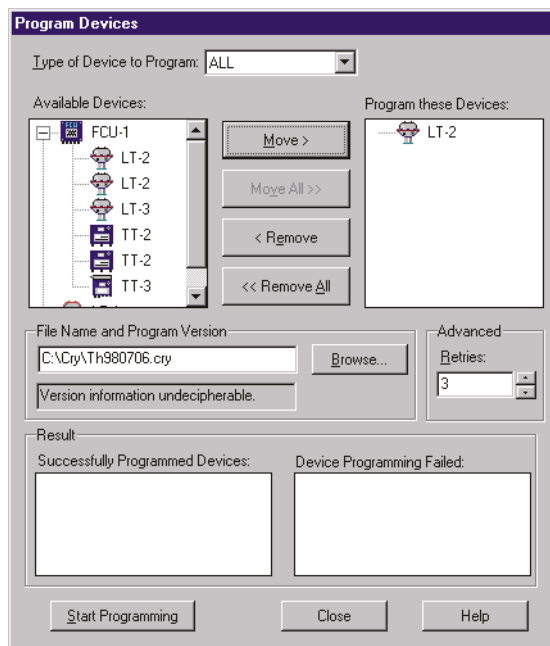 Program Devices
Type of Device to Program: ALL
Available Devices:
Program these Devices:
FCU
FCU-1
LT-2
LT-2
LT-3
TT-2
TT-2
TT-3
Move >
Move All >>
< Remove
<< Remove All
LT-2
File Name and Program Version
C:\Cry\Th980706.cry
Browse...
Version information undecipherable.
Advanced
Retries:
3
Result
Successfully Programmed Devices:
Device Programming Failed:
Start Programming
Close
Help